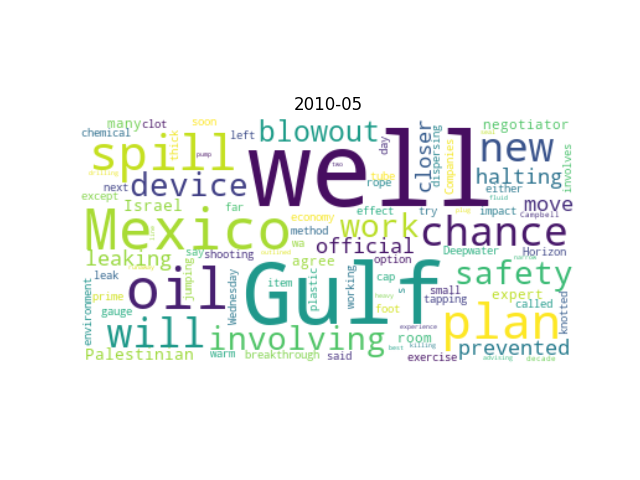 2010-05
many clot soon thick left blowout day closer dispersing Companies negotiator
chemical spill pump well two new involves
next device rope tube halting either
except Israel far economy effect try impact move Campbell
Mexico method work official chance
leaking say shooting wa agree option Deepwater Horizon
leak jumping Wednesday item plastic working cap s small safety
prime oil Gulf heavy foot tapping expert called knotted
environment gauge will involving room experience plan prevented
Palestinian warm breakthrough said best killing exercise advising decade
fluid